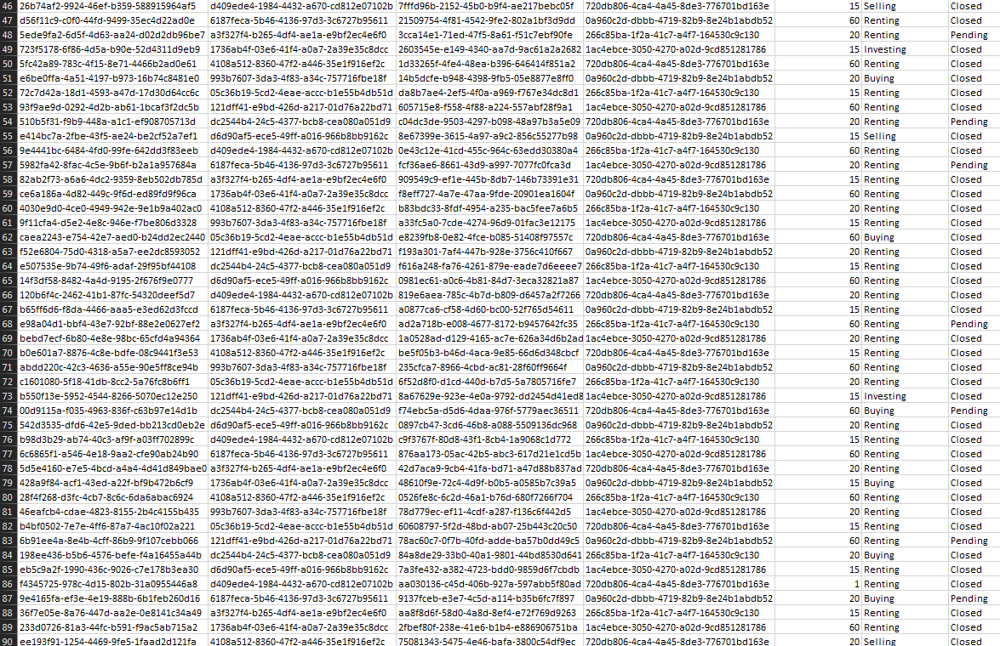 46 26b74af2-9924-46ef-b359-588915964af5 d409ede4-1984-4432-a670-cd812e07102b 7fffd96b-2152-45b0-b9f4-ae217bebc05f 720db806-4ca4-4a45-8de3-776701bd163e 15 Selling Closed
47 d56f11c9-c0f0-44fd-9499-35ec4d22ad0e 6187feca-5b46-4136-97d3-3c6727b95611 21509754-4f81-4542-9fe2-802a1bf3d9dd 0a960c2d-dbbb-4719-82b9-8e24b1abdb52 60 Renting Closed
48 5ede9fa2-6d5f-4d63-aa24-d02d2db96be7 a3f327f4-b265-4df4-ae1a-e9bf2ec4e6f0 3cca14e1-71ed-47f5-8a61-f51c7ebf90fe 266c85ba-1f2a-41c7-a4f7-164530c9c130 20 Renting Pending
49 723f5178-6f86-4d5a-b90e-52d4311d9eb9 1736ab4f-03e6-41f4-a0a7-2a39e35c8dcc 2603545e-e149-4340-aa7d-9ac61a2a2682 1ac4ebce-3050-4270-a02d-9cd851281786 15 Investing Closed
50 5fc42a89-783c-4f15-8e71-4466b2ad0e61 4108a512-8360-47f2-a446-35e1f916ef2c 1d33265f-4fe4-48ea-b396-646414f851a2 720db806-4ca4-4a45-8de3-776701bd163e 60 Renting Closed
51 e6be0ffa-4a51-4197-b973-16b74c8481e0 993b7607-3da3-4f83-a34c-757716fbe18f 14b5dcfe-b948-4398-9fb5-05e8877e8ff0 0a960c2d-dbbb-4719-82b9-8e24b1abdb52 20 Buying Closed
52 72c7d42a-18d1-4593-a47d-17d30d64cc6c 05c36b19-5cd2-4eae-accc-b1e55b4db51d da8b7ae4-2ef5-4f0a-a969-f767e34dc8d1 266c85ba-1f2a-41c7-a4f7-164530c9c130 15 Renting Closed
53 93f9ae9d-0292-4d2b-ab61-1bcaf3f2dc5b 121dff41-e9bd-426d-a217-01d76a22bd71 605715e8-f558-4f88-a224-557abf28f9a1 1ac4ebce-3050-4270-a02d-9cd851281786 60 Renting Closed
54 510b5f31-f9b9-448a-a1c1-ef908705713d dc2544b4-24c5-4377-bcb8-cea080a051d9 c04dc3de-9503-4297-b098-48a97b3a5e09 720db806-4ca4-4a45-8de3-776701bd163e 20 Renting Pending
55 e414bc7a-2fbe-43f5-ae24-be2cf52a7ef1 d6d90af5-ece5-49ff-a016-966b8bb9162c 8e67399e-3615-4a97-a9c2-856c55277b98 0a960c2d-dbbb-4719-82b9-8e24b1abdb52 15 Selling Closed
56 9e4441bc-6484-4fd0-99fe-642dd3f83eeb d409ede4-1984-4432-a670-cd812e07102b 0e43c12e-41cd-455c-964c-63edd30380a4 266c85ba-1f2a-41c7-a4f7-164530c9c130 60 Renting Closed
57 5982fa42-8fac-4c5e-9b6f-b2a1a957684a 6187feca-5b46-4136-97d3-3c6727b95611 fcf36ae6-8661-43d9-a997-7077fc0fca3d 1ac4ebce-3050-4270-a02d-9cd851281786 20 Renting Pending
58 82ab2f73-a6a6-4dc2-9359-8eb502db785d a3f327f4-b265-4df4-ae1a-e9bf2ec4e6f0 909549c9-ef1e-445b-8db7-146b73391e31 720db806-4ca4-4a45-8de3-776701bd163e 15 Renting Closed
59 ce6a186a-4d82-449c-9f6d-ed89fd9f96ca 1736ab4f-03e6-41f4-a0a7-2a39e35c8dcc f8eff727-4a7e-47aa-9fde-20901ea1604f 0a960c2d-dbbb-4719-82b9-8e24b1abdb52 60 Renting Closed
60 4030e9d0-4ce0-4949-942e-9e1b9a402ac0 4108a512-8360-47f2-a446-35e1f916ef2c b83bdc33-8fdf-4954-a235-bac5fee7a6b5 266c85ba-1f2a-41c7-a4f7-164530c9c130 20 Renting Closed
61 9f11cfa4-d5e2-4e8c-946e-f7be806d3328 993b7607-3da3-4f83-a34c-757716fbe18f a33fc5a0-7cde-4274-96d9-01fac3e12175 1ac4ebce-3050-4270-a02d-9cd851281786 15 Renting Closed
62 caea2243-e754-42e7-aed0-b24dd2ec2440 05c36b19-5cd2-4eae-accc-b1e55b4db51d e8239fb8-0e82-4fce-b085-51408f97557c 720db806-4ca4-4a45-8de3-776701bd163e 60 Buying Closed
63 f52e6804-75d0-4318-a5a7-ee2dc8593052 121dff41-e9bd-426d-a217-01d76a22bd71 f193a301-7af4-447b-928e-3756c410f667 0a960c2d-dbbb-4719-82b9-8e24b1abdb52 20 Renting Closed
64 e507535e-9b74-49f6-adaf-29f95bf44108 dc2544b4-24c5-4377-bcb8-cea080a051d9 f616a248-fa76-4261-879e-eade7d6eeee7 266c85ba-1f2a-41c7-a4f7-164530c9c130 15 Renting Closed
65 14f3df58-8482-4a4d-9195-2f676f9e0777 d6d90af5-ece5-49ff-a016-966b8bb9162c 0981ec61-a0c6-4b81-84d7-3eca32821a87 1ac4ebce-3050-4270-a02d-9cd851281786 60 Renting Closed
66 120b6f4c-2462-41b1-87fc-54320deef5d7 d409ede4-1984-4432-a670-cd812e07102b 819e6aea-785c-4b7d-b809-d6457a2f7266 720db806-4ca4-4a45-8de3-776701bd163e 20 Renting Closed
67 b65ff6d6-f8da-4466-aaa5-e3ed62d3fccd 6187feca-5b46-4136-97d3-3c6727b95611 a0877ca6-cf58-4d60-bc00-52f765d54611 0a960c2d-dbbb-4719-82b9-8e24b1abdb52 15 Renting Closed
68 e98a04d1-bbf4-43e7-92bf-88e2e0627ef2 a3f327f4-b265-4df4-ae1a-e9bf2ec4e6f0 ad2a718b-e008-4677-8172-b9457642fc35 266c85ba-1f2a-41c7-a4f7-164530c9c130 60 Renting Pending
69 bebd7ecf-6b80-4e8e-98bc-65cfd4a94364 1736ab4f-03e6-41f4-a0a7-2a39e35c8dcc 1a0528ad-d129-4165-ac7e-626a34d6b2ad 1ac4ebce-3050-4270-a02d-9cd851281786 20 Renting Closed
70 b0e601a7-8876-4c8e-bdfe-08c9441f3e53 4108a512-8360-47f2-a446-35e1f916ef2c be5f05b3-b46d-4aca-9e85-66d6d348cbcf 720db806-4ca4-4a45-8de3-776701bd163e 15 Renting Closed
71 abdd220c-42c3-4636-a55e-90e5ff8ce94b 993b7607-3da3-4f83-a34c-757716fbe18f 235cfca7-8966-4cbd-ac81-28f60ff9664f 0a960c2d-dbbb-4719-82b9-8e24b1abdb52 60 Renting Closed
72 c1601080-5f18-41db-8cc2-5a76fc8b6ff1 05c36b19-5cd2-4eae-accc-b1e55b4db51d 6f52d8f0-d1cd-440d-b7d5-5a7805716fe7 266c85ba-1f2a-41c7-a4f7-164530c9c130 20 Renting Closed
73 b550f13e-5952-4544-8266-5070ec12e250 121dff41-e9bd-426d-a217-01d76a22bd71 8a67629e-923e-4e0a-9792-dd2454d41ed8 1ac4ebce-3050-4270-a02d-9cd851281786 15 Investing Closed
74 00d9115a-f035-4963-836f-c63b97e14d1b dc2544b4-24c5-4377-bcb8-cea080a051d9 f74ebc5a-d5d6-4daa-976f-5779aec36511 720db806-4ca4-4a45-8de3-776701bd163e 60 Buying Pending
75 542d3535-dfd6-42e5-9ded-bb213cd0eb2e d6d90af5-ece5-49ff-a016-966b8bb9162c 0897cb47-3cd6-46b8-a088-5509136dc968 0a960c2d-dbbb-4719-82b9-8e24b1abdb52 20 Renting Closed
76 b98d3b29-ab74-40c3-af9f-a03ff702899c d409ede4-1984-4432-a670-cd812e07102b c9f3767f-80d8-43f1-8cb4-1a9068c1d772 266c85ba-1f2a-41c7-a4f7-164530c9c130 15 Renting Closed
77 6c6865f1-a546-4e18-9aa2-cfe90ab24b90 6187feca-5b46-4136-97d3-3c6727b95611 876aa173-05ac-42b5-abc3-617d21e1cd5b 1ac4ebce-3050-4270-a02d-9cd851281786 60 Renting Closed
78 5d5e4160-e7e5-4bcd-a4a4-4d41d849bae0 a3f327f4-b265-4df4-ae1a-e9bf2ec4e6f0 42d7aca9-9cb4-41fa-bd71-a47d88b837ad 720db806-4ca4-4a45-8de3-776701bd163e 20 Renting Closed
79 428a9f84-acf1-43ed-a22f-bf9b472b6cf9 1736ab4f-03e6-41f4-a0a7-2a39e35c8dcc 48610f9e-72c4-4d9f-b0b5-a0585b7c39a5 0a960c2d-dbbb-4719-82b9-8e24b1abdb52 15 Buying Closed
80 28f4f268-d3fc-4cb7-8c6c-6da6abac6924 4108a512-8360-47f2-a446-35e1f916ef2c 0526fe8c-6c2d-46a1-b76d-680f7266f704 266c85ba-1f2a-41c7-a4f7-164530c9c130 60 Renting Closed
81 46eafcb4-cdae-4823-8155-2b4c4155b435 993b7607-3da3-4f83-a34c-757716fbe18f 78d779ec-ef11-4cdf-a287-f136c6f442d5 1ac4ebce-3050-4270-a02d-9cd851281786 20 Renting Closed
82 b4bf0502-7e7e-4ff6-87a7-4ac10f02a221 05c36b19-5cd2-4eae-accc-b1e55b4db51d 60608797-5f2d-48bd-ab07-25b443c20c50 720db806-4ca4-4a45-8de3-776701bd163e 15 Renting Closed
83 6b91ee4a-8e4b-4cff-86b9-9f107cebb066 121dff41-e9bd-426d-a217-01d76a22bd71 78ac60c7-0f7b-40fd-adde-ba57b0dd49c5 0a960c2d-dbbb-4719-82b9-8e24b1abdb52 60 Renting Pending
84 198ee436-b5b6-4576-befe-f4a16455a44b dc2544b4-24c5-4377-bcb8-cea080a051d9 84a8de29-33b0-40a1-9801-44bd8530d641 266c85ba-1f2a-41c7-a4f7-164530c9c130 20 Buying Closed
85 eb5c9a2f-1990-436c-9026-c7e178b3ea30 d6d90af5-ece5-49ff-a016-966b8bb9162c 7a3fe432-a382-4723-bdd0-9859d6f7cbdb 1ac4ebce-3050-4270-a02d-9cd851281786 15 Renting Closed
86 f4345725-978c-4d15-802b-31a0955446a8 d409ede4-1984-4432-a670-cd812e07102b aa030136-c45d-406b-927a-597abb5f80ad 720db806-4ca4-4a45-8de3-776701bd163e 1 Renting Closed
87 9e4165fa-ef3e-4e19-888b-6b1feb260d16 6187feca-5b46-4136-97d3-3c6727b95611 9137fceb-e3e7-4c5d-a114-b35b6fc7f897 0a960c2d-dbbb-4719-82b9-8e24b1abdb52 20 Buying Pending
88 36f7e05e-8a76-447d-aa2e-0e8141c34a49 a3f327f4-b265-4df4-ae1a-e9bf2ec4e6f0 aa8f8d6f-58d0-4a8d-8ef4-e72f769d9263 266c85ba-1f2a-41c7-a4f7-164530c9c130 15 Renting Closed
89 233d0726-81a3-44fc-b591-f9ac5ab715a2 1736ab4f-03e6-41f4-a0a7-2a39e35c8dcc 2fbef80f-238e-41e6-b1b4-e886906751ba 1ac4ebce-3050-4270-a02d-9cd851281786 60 Renting Closed
90 ee193f91-1254-4469-9fe5-1faad2d121fa 4108a512-8360-47f2-a446-35e1f916ef2c 75081343-5475-4e46-bafa-3800c54df9ec 720db806-4ca4-4a45-8de3-776701bd163e 20 Selling Closed